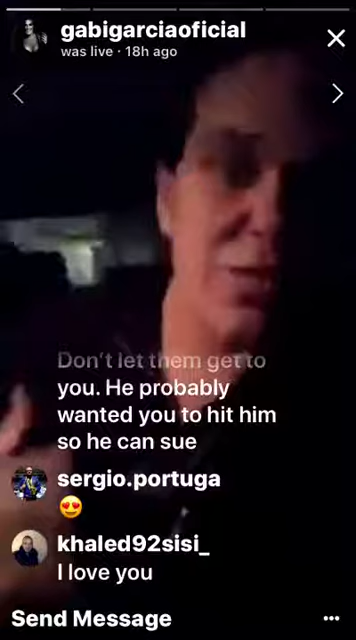 gabigarciaoficial
was live · 18h ago
Don't let them get to
you. He probably
wanted you to hit him
so he can sue
sergio.portuga
😍
khaled92sisi_
I love you
Send Message